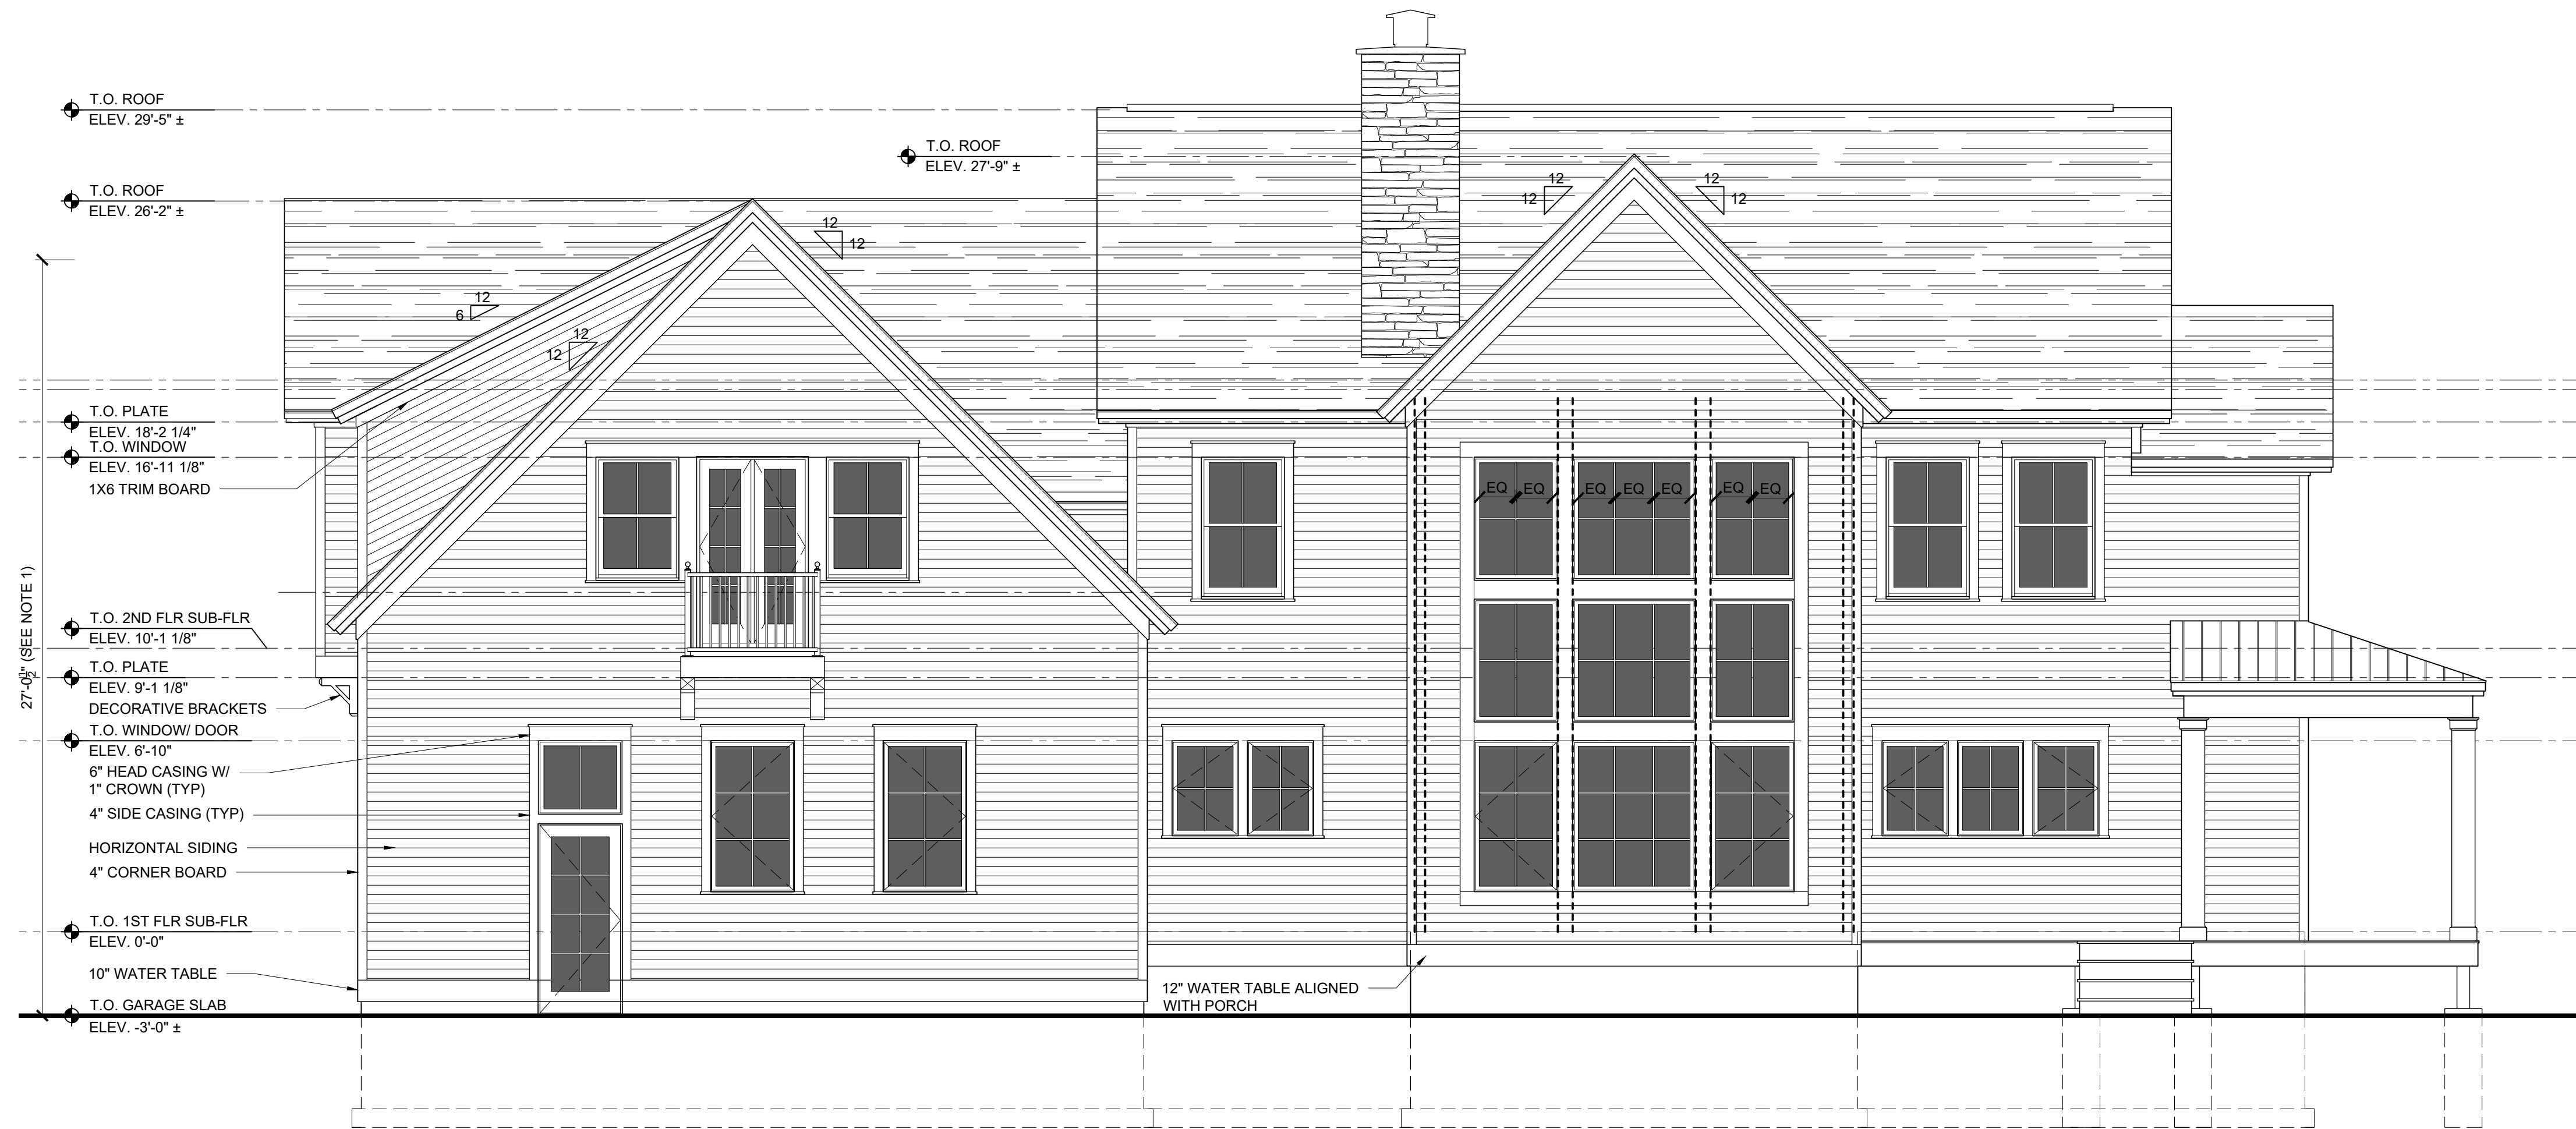 T.O. ROOF
ELEV. 29'-5" ±
T.O. ROOF
ELEV. 27'-9" ±
T.O. ROOF
ELEV. 26'-2" ±
12
12
12
12
12
12
12
6
12
12
T.O. PLATE
ELEV. 18'-2 1/4"
T.O. WINDOW
ELEV. 16'-11 1/8"
1X6 TRIM BOARD
EQ EQ EQ EQ EQ EQ EQ
27'-0 1/2" (SEE NOTE 1)
T.O. 2ND FLR SUB-FLR
ELEV. 10'-1 1/8"
T.O. PLATE
ELEV. 9'-1 1/8"
DECORATIVE BRACKETS
T.O. WINDOW/ DOOR
ELEV. 6'-10"
6" HEAD CASING W/
1" CROWN (TYP)
4" SIDE CASING (TYP)
HORIZONTAL SIDING
4" CORNER BOARD
T.O. 1ST FLR SUB-FLR
ELEV. 0'-0"
10" WATER TABLE
12" WATER TABLE ALIGNED
WITH PORCH
T.O. GARAGE SLAB
ELEV. -3'-0" ±